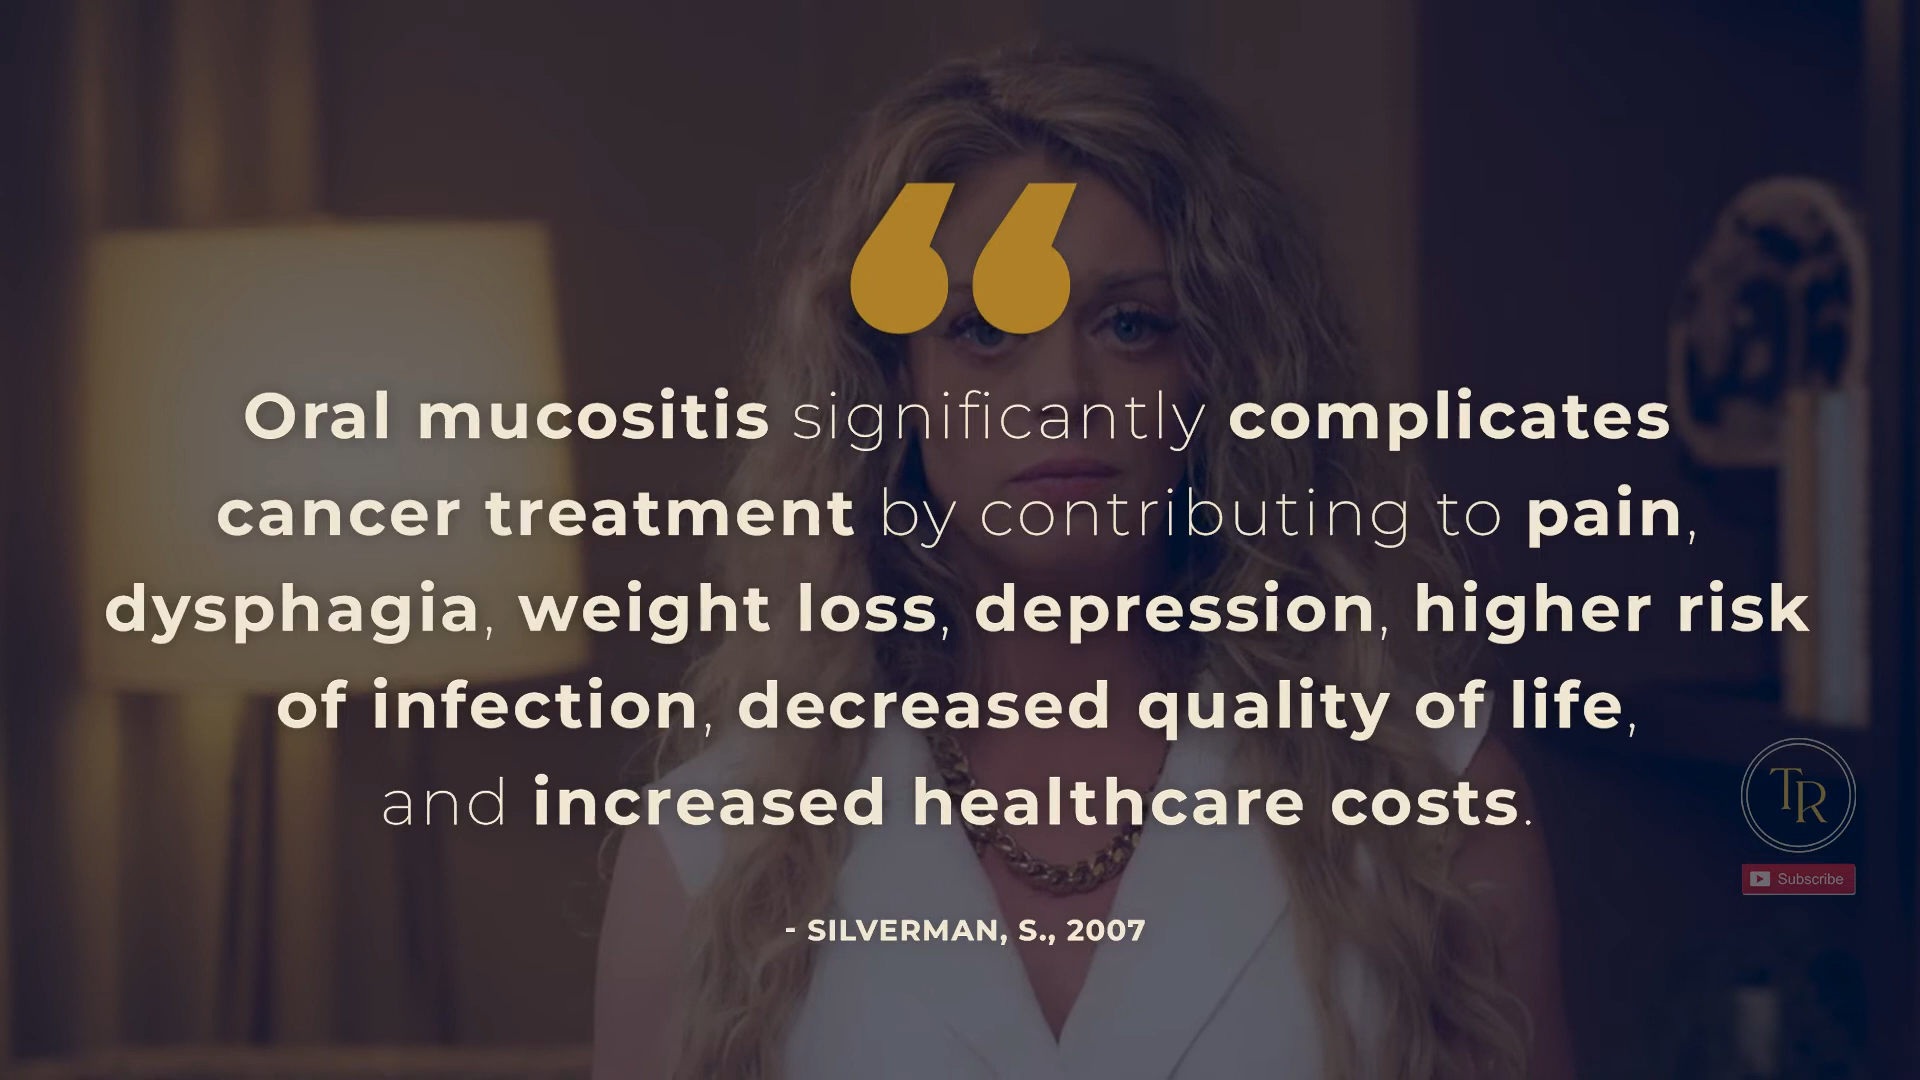 “
Oral mucositis significantly complicates
cancer treatment by contributing to pain,
dysphagia, weight loss, depression, higher risk
of infection, decreased quality of life,
and increased healthcare costs.
- SILVERMAN, S., 2007
TR
Subscribe